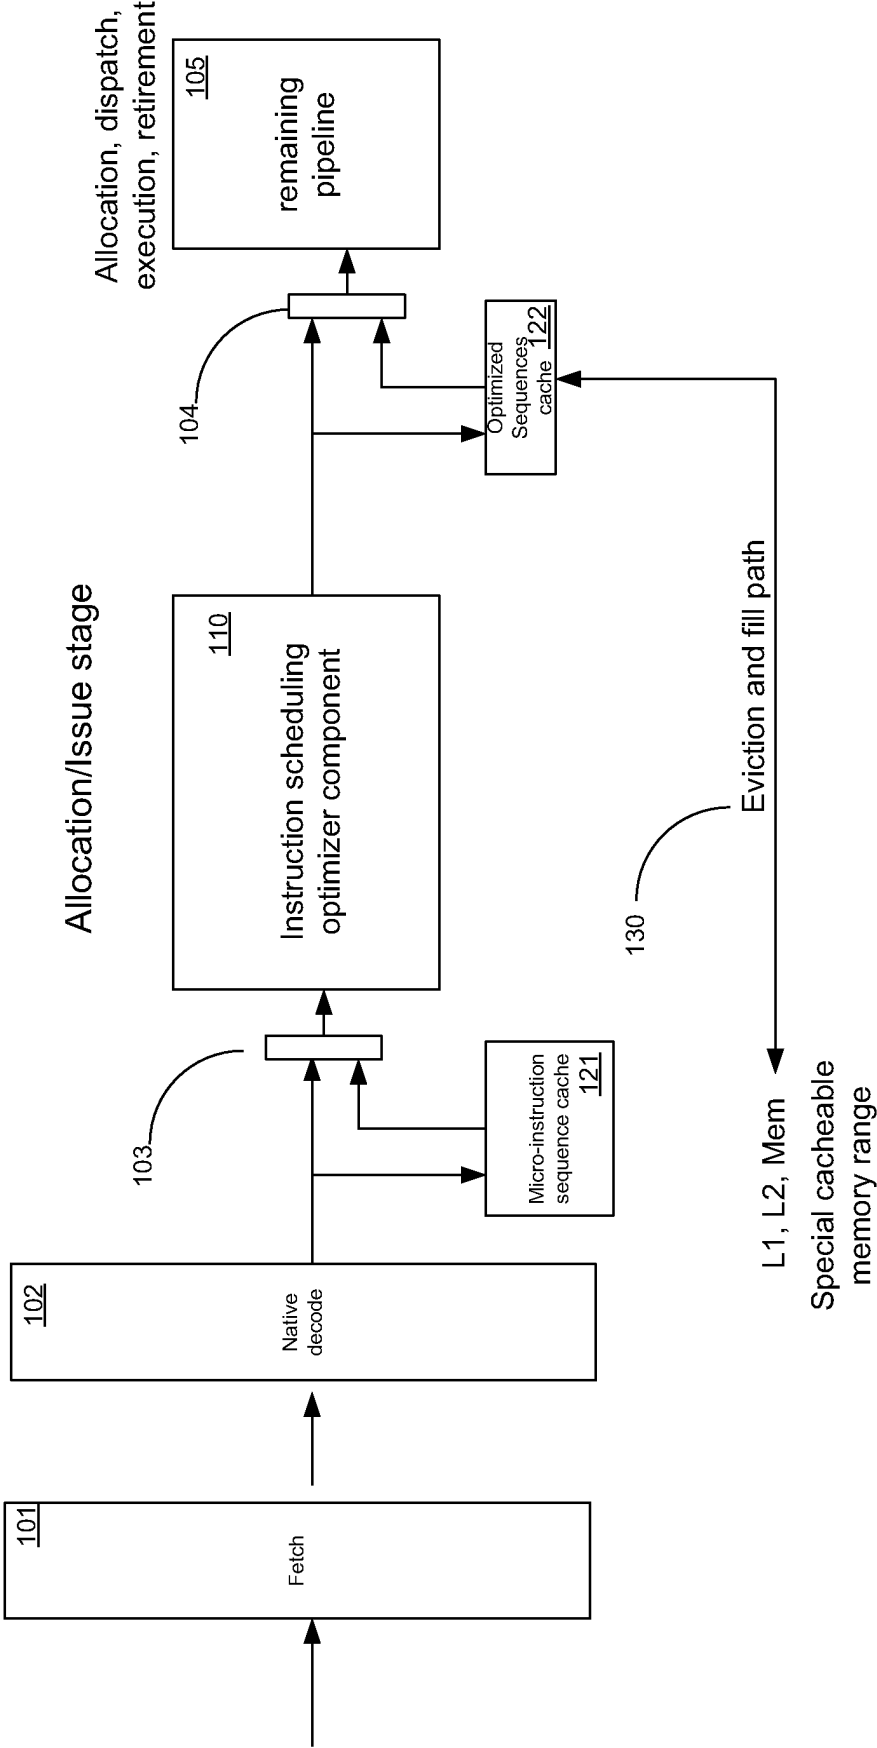 Allocation/Issue stage
Allocation, dispatch,
execution, retirement
101
Fetch
102
Native
decode
103
Micro-instruction
sequence cache
121
110
Instruction scheduling
optimizer component
104
Optimized
Sequences
cache
122
105
remaining
pipeline
130
Eviction and fill path
L1, L2, Mem
Special cacheable
memory range